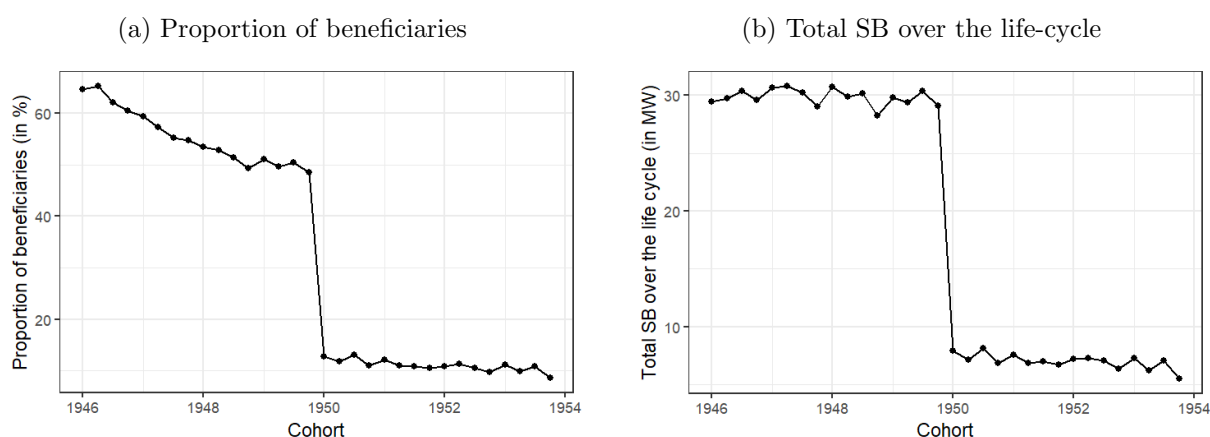 (a) Proportion of beneficiaries
Proportion of beneficiaries (in %)
60
40
20
1946 1948 1950 1952 1954
Cohort
(b) Total SB over the life-cycle
Total SB over the life cycle (in MW)
30
20
10
1946 1948 1950 1952 1954
Cohort